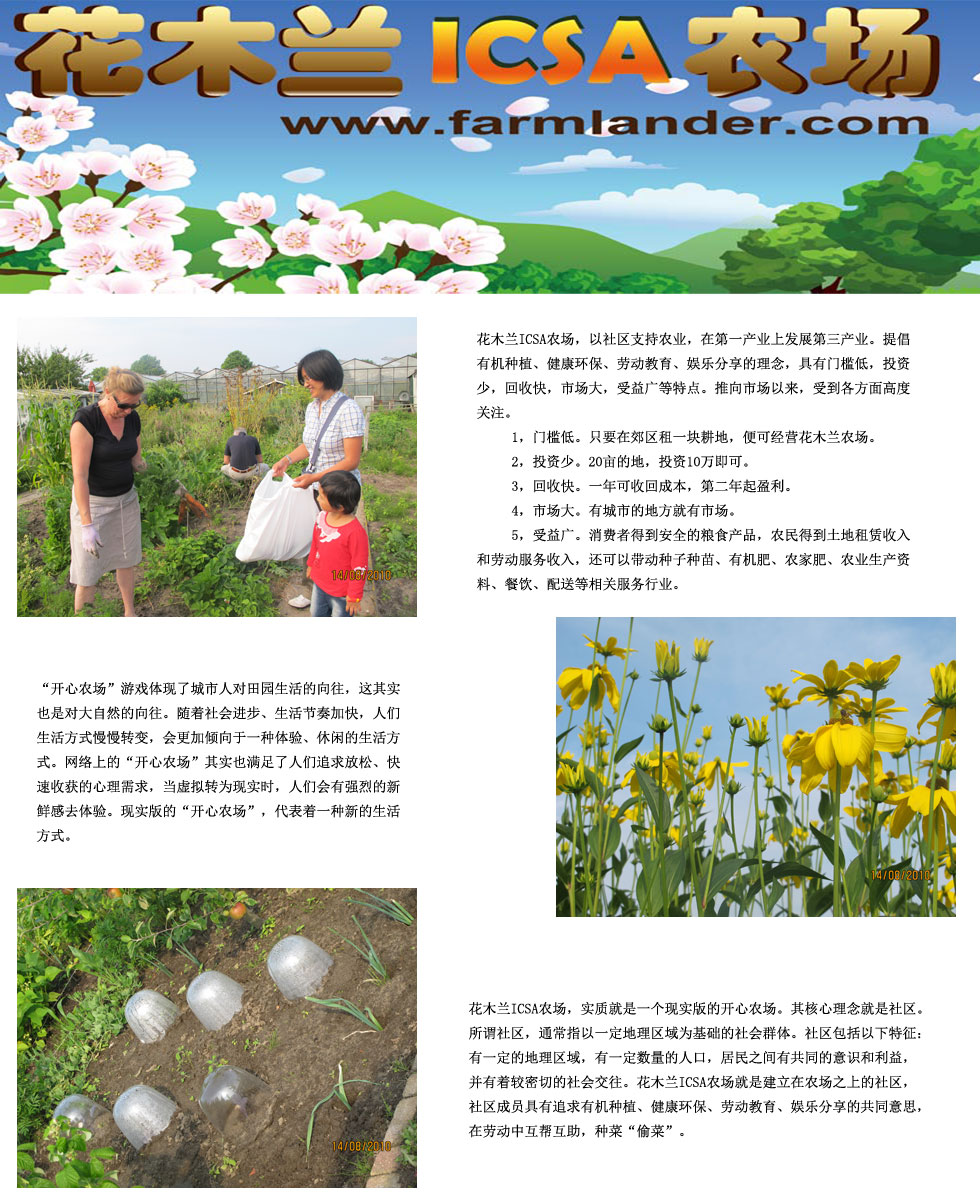 花木兰ICSA农场
www.farmlander.com
花木兰ICSA农场，以社区支持农业，在第一产业上发展第三产业。提倡
有机种植、健康环保、劳动教育、娱乐分享的理念，具有门槛低，投资
少，回收快，市场大，受益广等特点。推向市场以来，受到各方面高度
关注。
1，门槛低。只要在郊区租一块耕地，便可经营花木兰农场。
2，投资少。20亩的地，投资10万即可。
3，回收快。一年可收回成本，第二年起盈利。
4，市场大。有城市的地方就有市场。
5，受益广。消费者得到安全的粮食产品，农民得到土地租赁收入
和劳动服务收入，还可以带动种子种苗、有机肥、农家肥、农业生产资
料、餐饮、配送等相关服务行业。
14/08/2010
“开心农场”游戏体现了城市人对田园生活的向往，这其实
也是对大自然的向往。随着社会进步、生活节奏加快，人们
生活方式慢慢转变，会更加倾向于一种体验、休闲的生活方
式。网络上的“开心农场”其实也满足了人们追求放松、快
速收获的心理需求，当虚拟转为现实时，人们会有强烈的新
鲜感去体验。现实版的“开心农场”，代表着一种新的生活
方式。
14/08/2010
花木兰ICSA农场，实质就是一个现实版的开心农场。其核心理念就是社区。
所谓社区，通常指以一定地理区域为基础的社会群体。社区包括以下特征：
有一定的地理区域，有一定数量的人口，居民之间有共同的意识和利益，
并有着较密切的社会交往。花木兰ICSA农场就是建立在农场之上的社区，
社区成员具有追求有机种植、健康环保、劳动教育、娱乐分享的共同意思，
在劳动中互帮互助，种菜“偷菜”。
14/08/2010